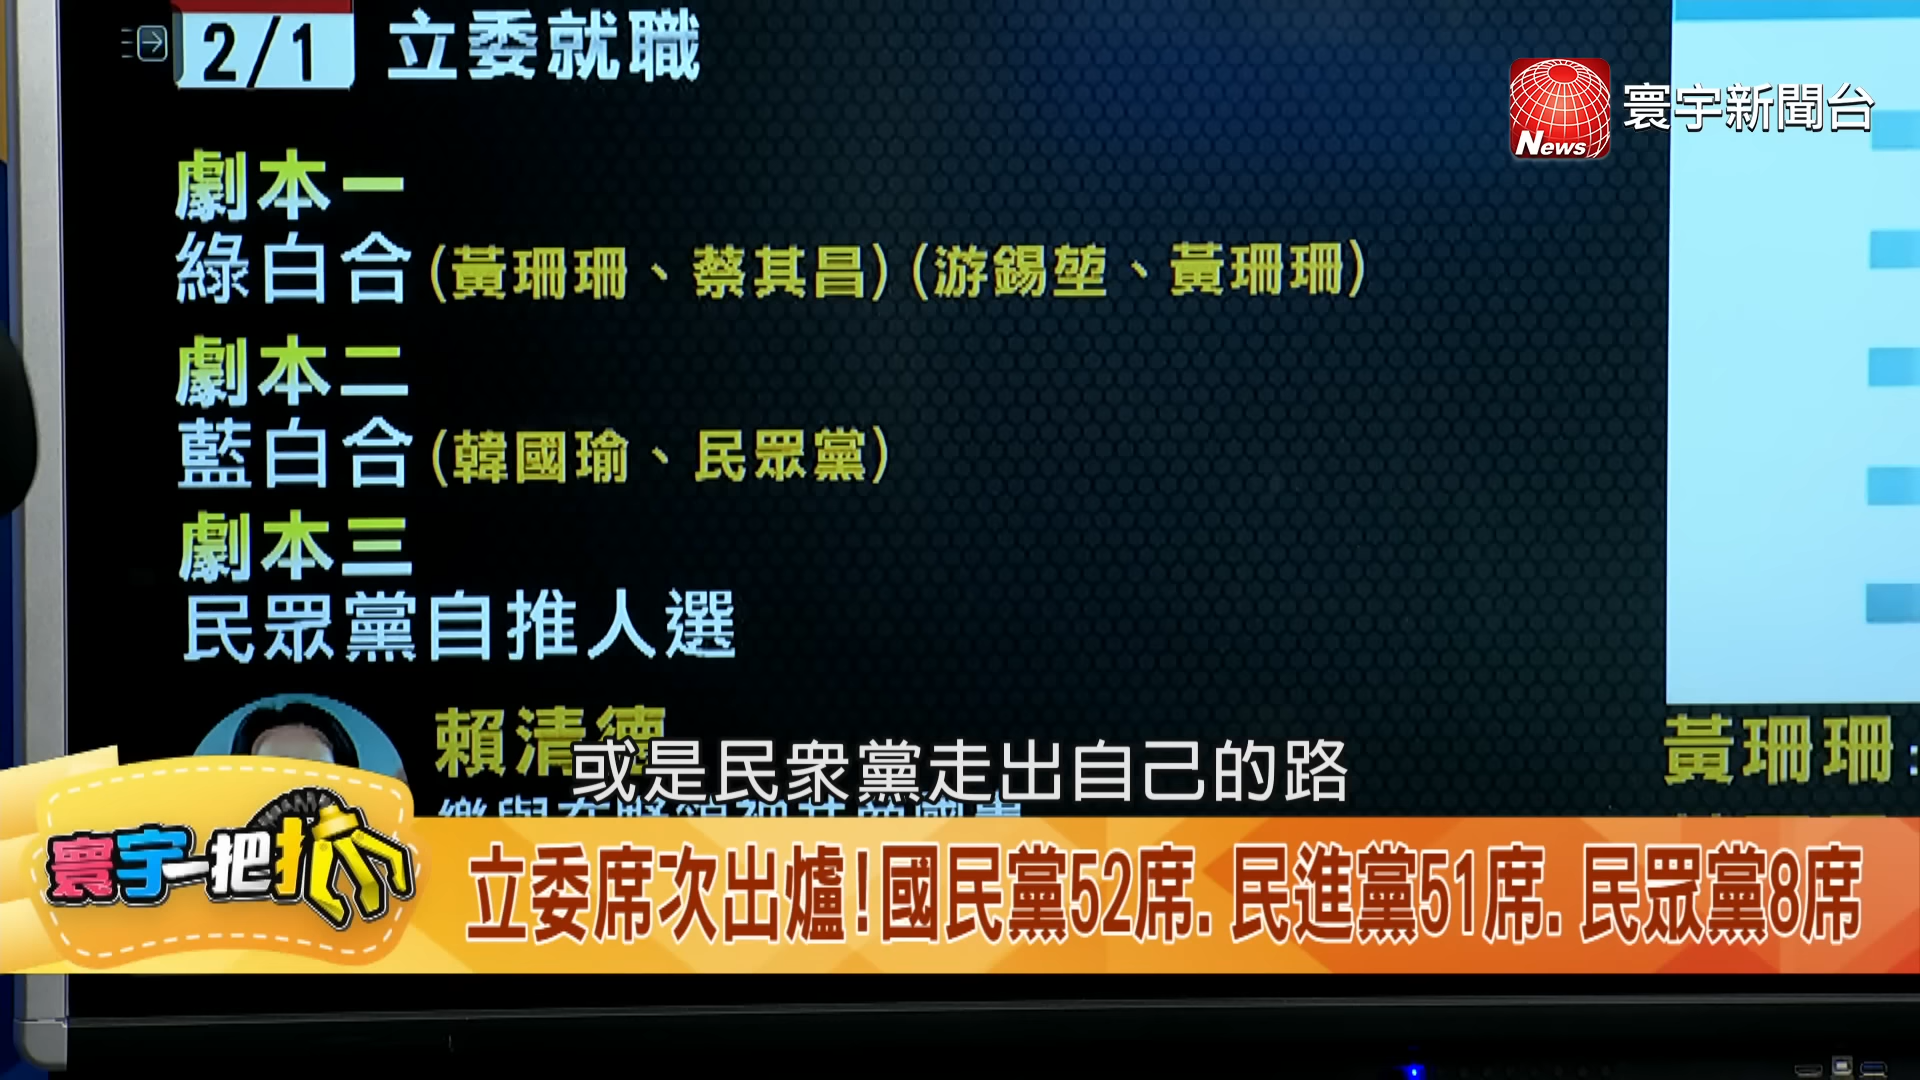 2/1 立委就職
寰宇新聞台
News
劇本一
綠白合(黃珊珊、蔡其昌)(游錫堃、黃珊珊)
劇本二
藍白合(韓國瑜、民眾黨)
劇本三
民眾黨自推人選
賴清德
黃珊珊:
或是民衆黨走出自己的路
寰宇一把抓
立委席次出爐!國民黨52席.民進黨51席.民眾黨8席